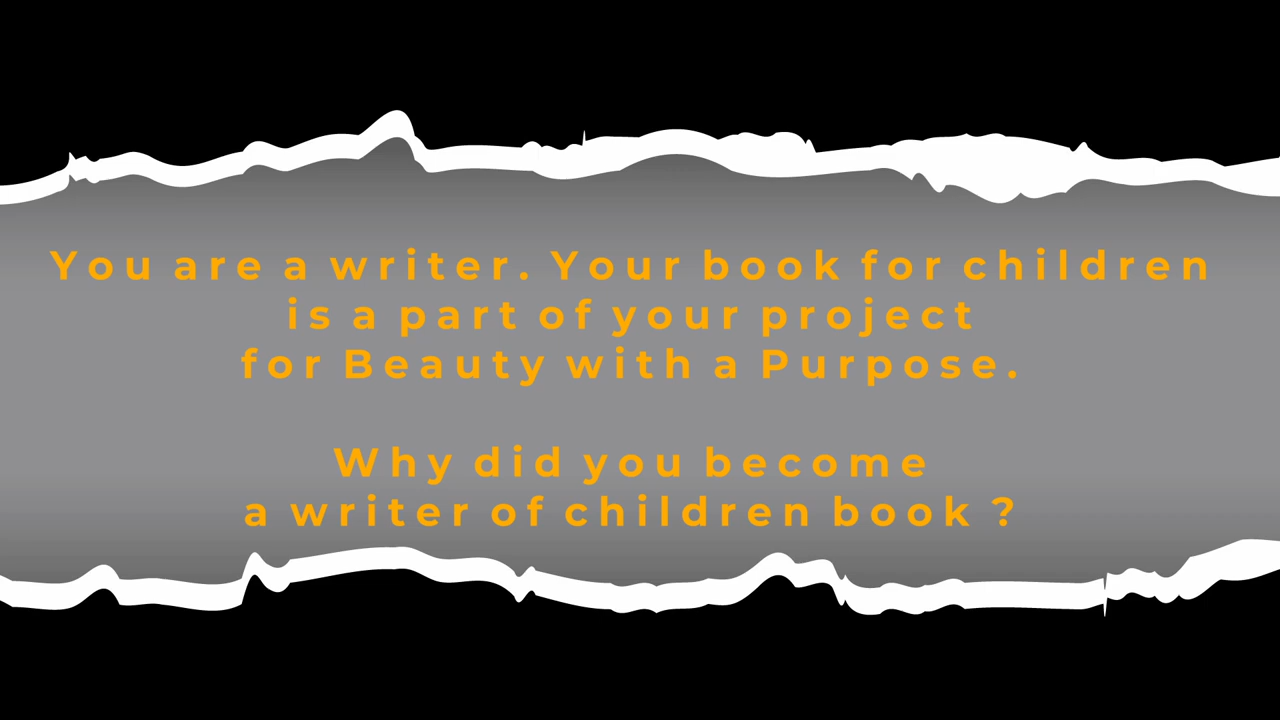 You are a writer. Your book for children
is a part of your project
for Beauty with a Purpose.
Why did you become
a writer of children book ?